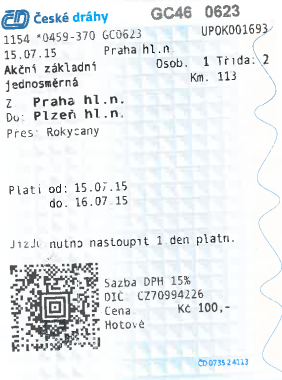 ČD České dráhy GC46 0623
1154 *0459-370 GC0623 UP0K001693
15.07.15 Praha hl.n.
Akční základní Osob. 1 Třída: 2
jednosměrná Km. 113
Z Praha hl.n.
Do: Plzeň hl.n.
Přes: Rokycany
Platí od: 15.07.15
do. 16.07.15
Jízdu nutno nastoupit 1 den platn.
Sazba DPH 15%
DIČ CZ70994226
Cena Kč 100,-
Hotově
ČD 0735 2 4113